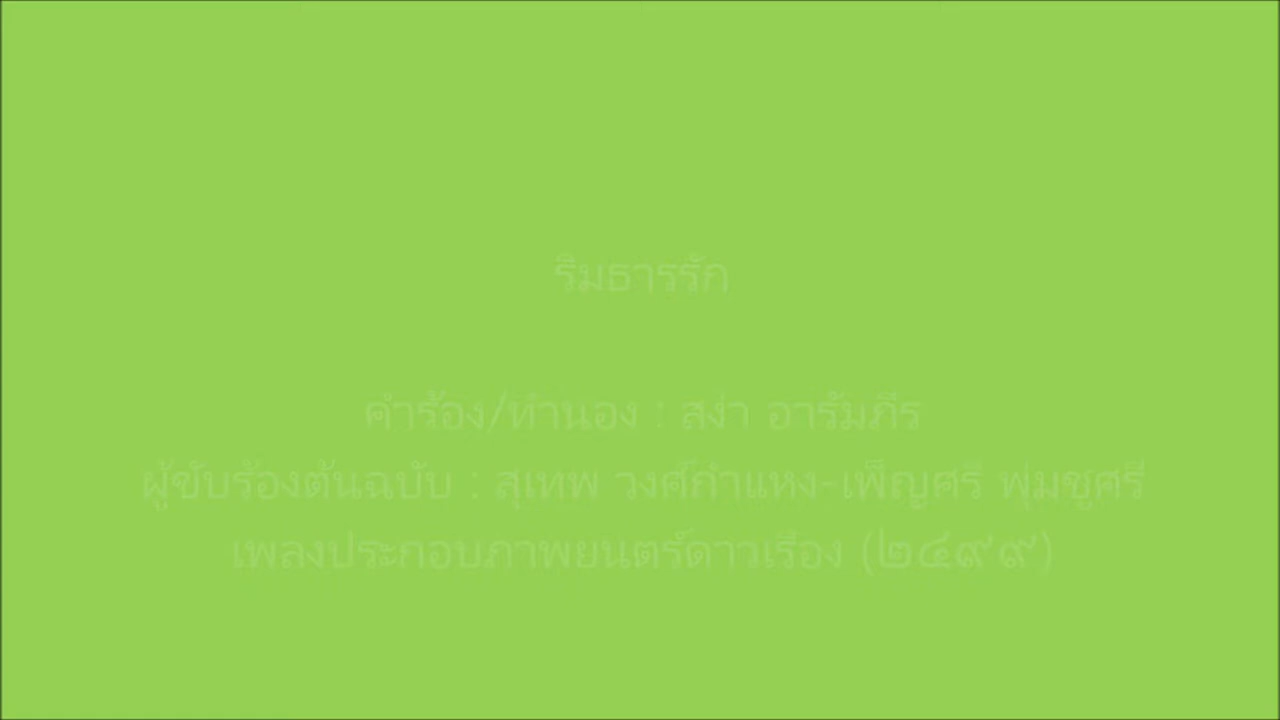 ริมธารรัก
คำร้อง/ทำนอง : สง่า อารัมภีร
ผู้ขับร้องต้นฉบับ : สุเทพ วงศ์กำแหง-เพ็ญศรี พุ่มชูศรี
เพลงประกอบภาพยนตร์ดาวเรือง (๒๔๙๙)